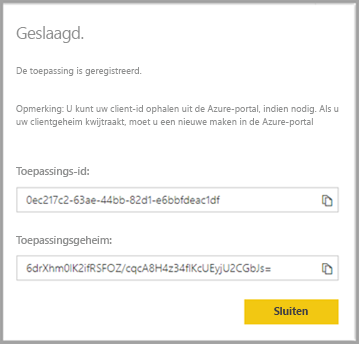 Geslaagd.
De toepassing is geregistreerd.
Opmerking: U kunt uw client-id ophalen uit de Azure-portal, indien nodig. Als u
uw clientgeheim kwijtraakt, moet u een nieuwe maken in de Azure-portal
Toepassings-id:
0ec217c2-63ae-44bb-82d1-e6bbfdeac1df
Toepassingsgeheim:
6drXhm0IK2ifRSFOZ/cqcA8H4z34fIKcUEyjU2CGbJs=
Sluiten